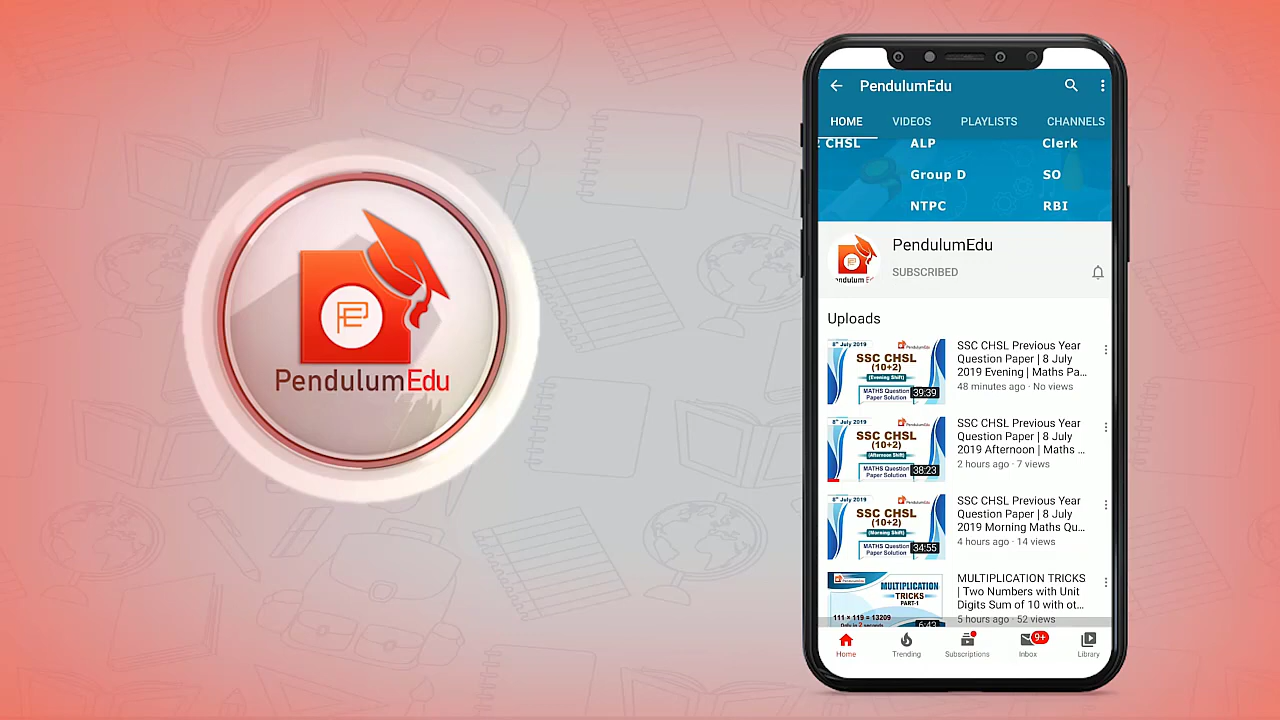 PE
PendulumEdu
PendulumEdu
HOME VIDEOS PLAYLISTS CHANNELS
CHSL ALP Clerk
Group D SO
NTPC RBI
PendulumEdu
SUBSCRIBED
Uploads
8th July 2019 PendulumEdu
SSC CHSL
(10+2)
(Evening Shift)
MATHS Question
Paper Solution
39:39
SSC CHSL Previous Year
Question Paper | 8 July
2019 Evening | Maths Pa...
48 minutes ago · No views
8th July 2019 PendulumEdu
SSC CHSL
(10+2)
(Afternoon Shift)
MATHS Question
Paper Solution
38:23
SSC CHSL Previous Year
Question Paper | 8 July
2019 Afternoon | Maths ...
2 hours ago · 7 views
8th July 2019 PendulumEdu
SSC CHSL
(10+2)
(Morning Shift)
MATHS Question
Paper Solution
34:55
SSC CHSL Previous Year
Question Paper | 8 July
2019 Morning Maths Qu...
4 hours ago · 14 views
PendulumEdu
MULTIPLICATION
TRICKS
PART-1
111 × 119 = 13209
6:43
MULTIPLICATION TRICKS
| Two Numbers with Unit
Digits Sum of 10 with ot...
5 hours ago · 52 views
9+
Home Trending Subscriptions Inbox Library